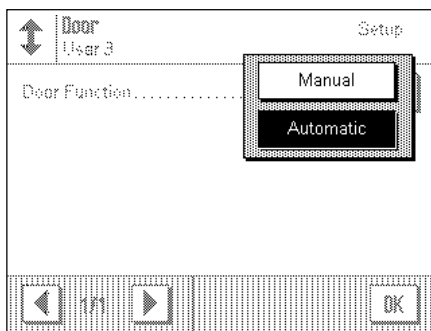 Door
User 3
Setup
Door Function..............
Manual
Automatic
1/1
OK